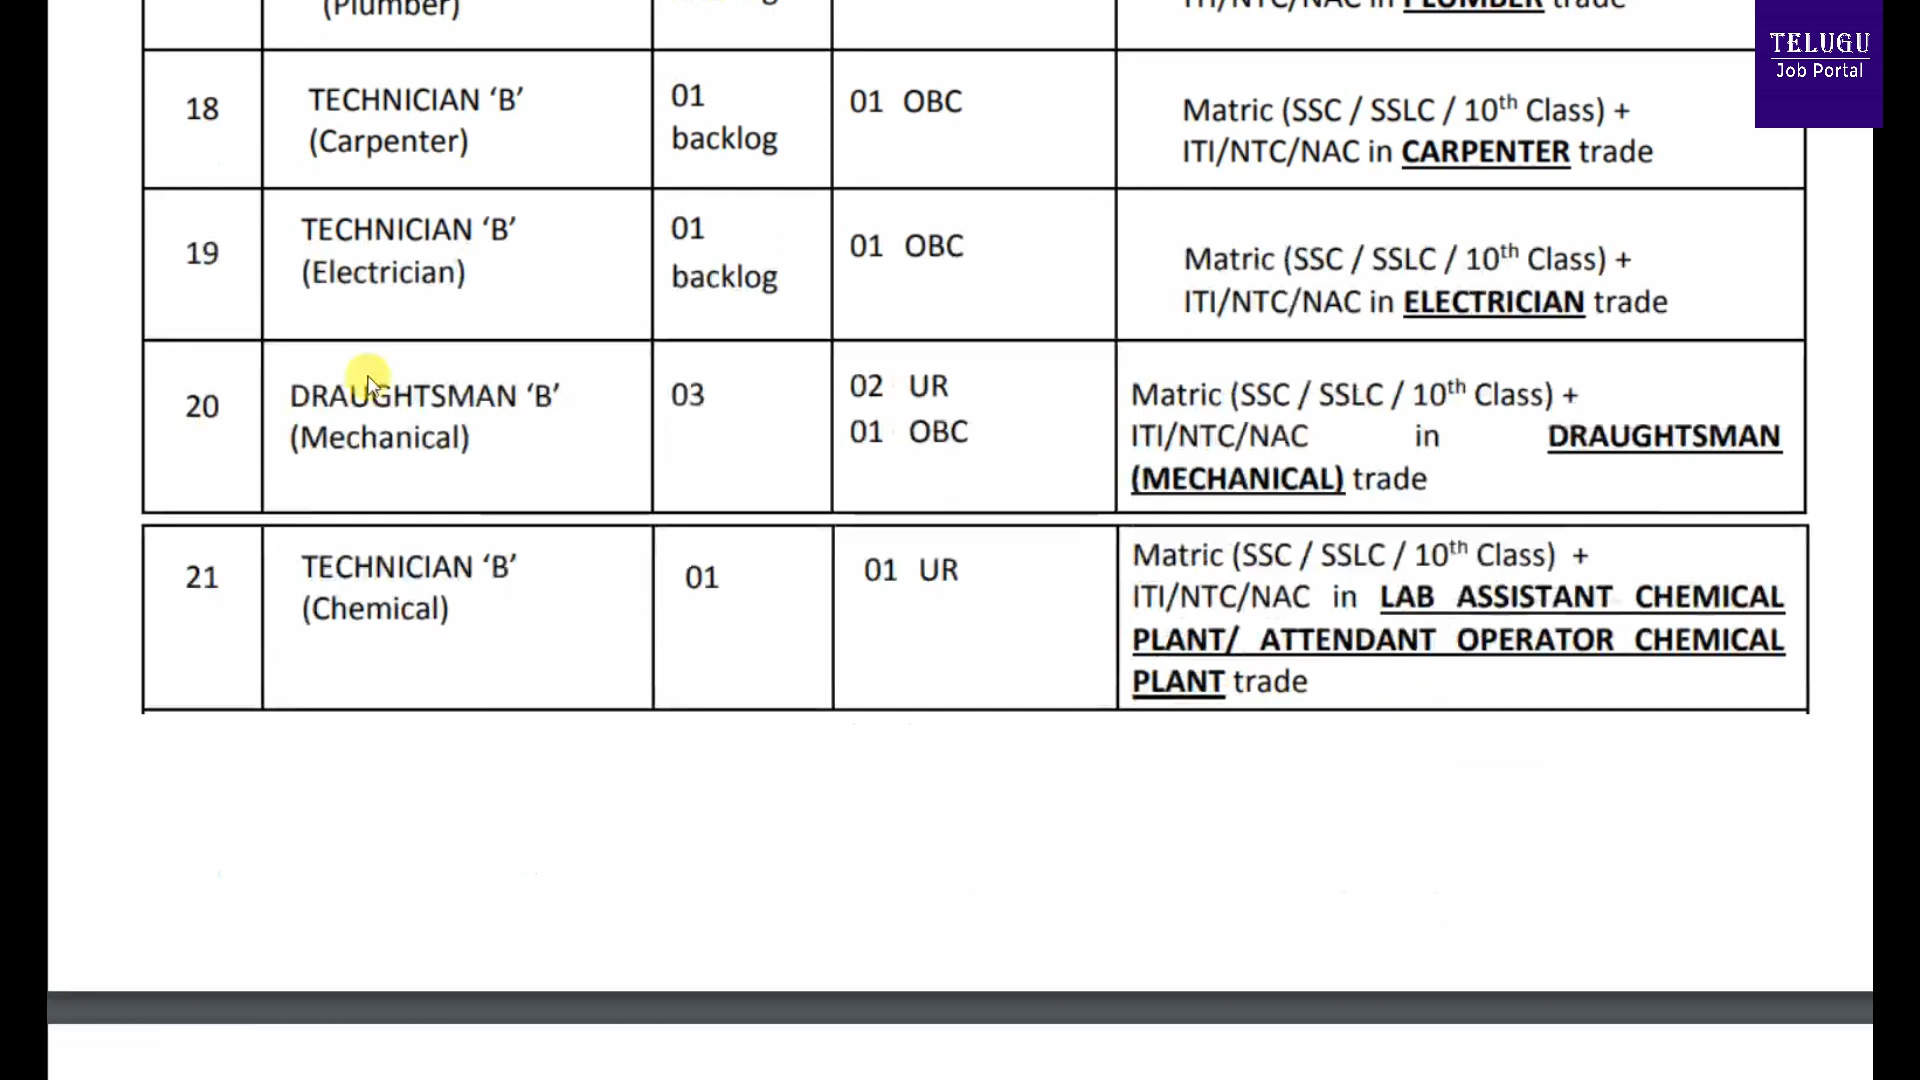 (Plumber)
ITI/NTC/NAC in PLUMBER trade
TELUGU
Job Portal
18
TECHNICIAN ‘B’
(Carpenter)
01
backlog
01 OBC
Matric (SSC / SSLC / 10th Class) +
ITI/NTC/NAC in CARPENTER trade
19
TECHNICIAN ‘B’
(Electrician)
01
backlog
01 OBC
Matric (SSC / SSLC / 10th Class) +
ITI/NTC/NAC in ELECTRICIAN trade
20
DRAUGHTSMAN ‘B’
(Mechanical)
03
02 UR
01 OBC
Matric (SSC / SSLC / 10th Class) +
ITI/NTC/NAC in DRAUGHTSMAN
(MECHANICAL) trade
21
TECHNICIAN ‘B’
(Chemical)
01
01 UR
Matric (SSC / SSLC / 10th Class) +
ITI/NTC/NAC in LAB ASSISTANT CHEMICAL
PLANT/ ATTENDANT OPERATOR CHEMICAL
PLANT trade